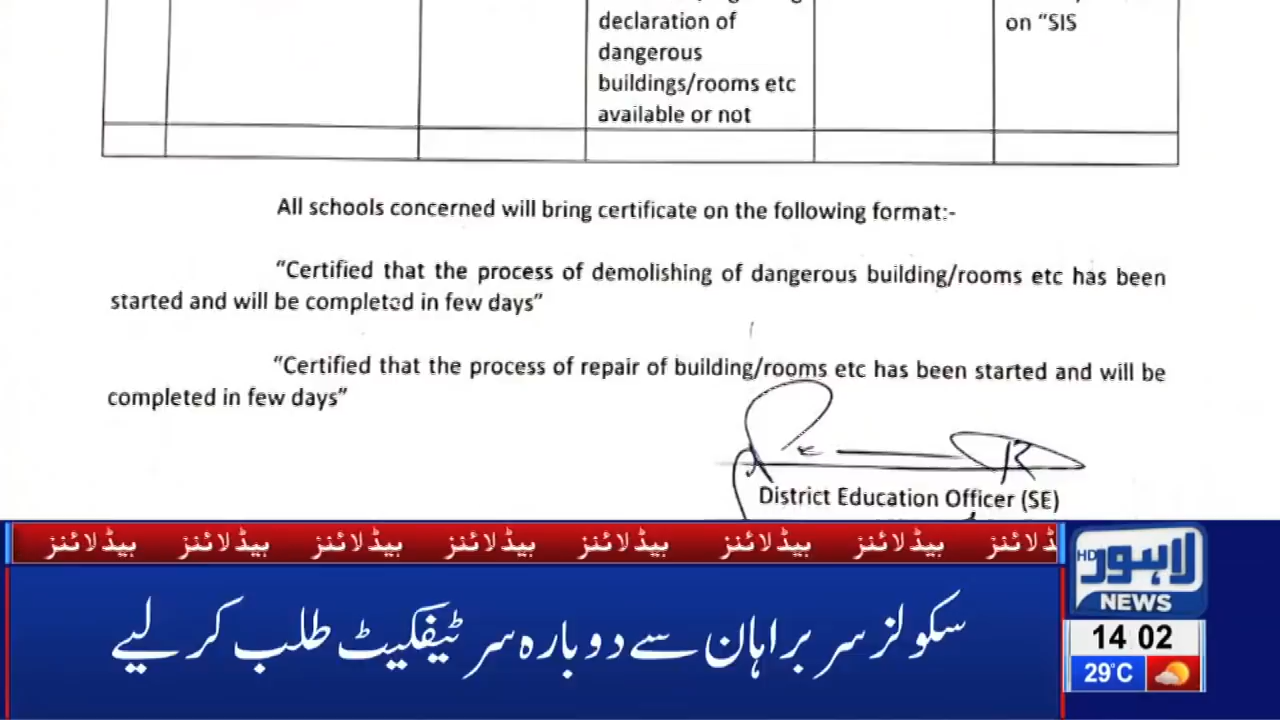 declaration of
on “SIS
dangerous
buildings/rooms etc
available or not
All schools concerned will bring certificate on the following format:-
“Certified that the process of demolishing of dangerous building/rooms etc has been
started and will be completed in few days”
“Certified that the process of repair of building/rooms etc has been started and will be
completed in few days”
District Education Officer (SE)
ہیڈلائنز ہیڈلائنز ہیڈلائنز ہیڈلائنز ہیڈلائنز ہیڈلائنز ہیڈلائنز
سکولز سربراہان سے دوبارہ سرٹیفکیٹ طلب کر لیے
HD لاہور
NEWS
14 02
29°C